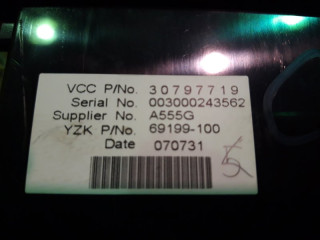 VCC P/No. 30797719
Serial No. 003000243562
Supplier No. A555G
YZK P/No. 69199-100
Date 070731